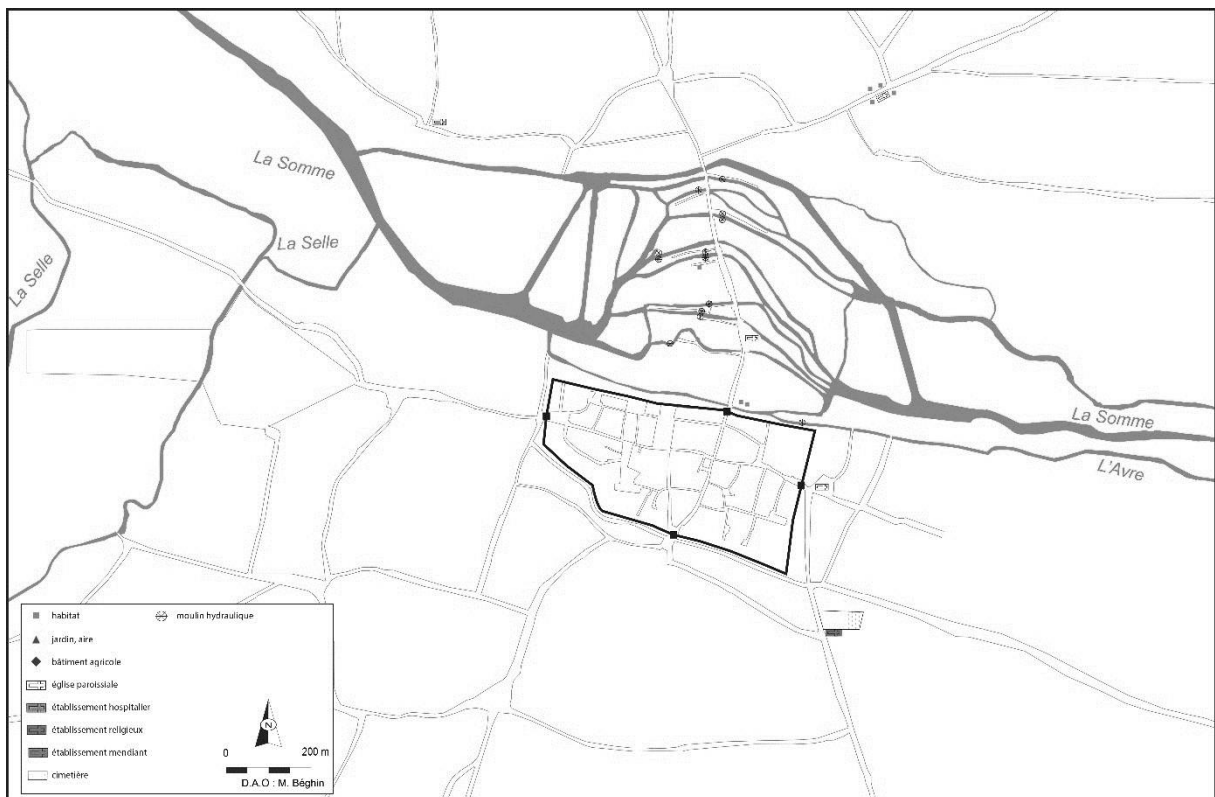 La Somme
La Selle
La Selle
La Somme
L'Avre
habitat
moulin hydraulique
jardin, aire
bâtiment agricole
église paroissiale
établissement hospitalier
établissement religieux
établissement mendiant
cimetière
N
0 200 m
D.A.O : M. Béghin